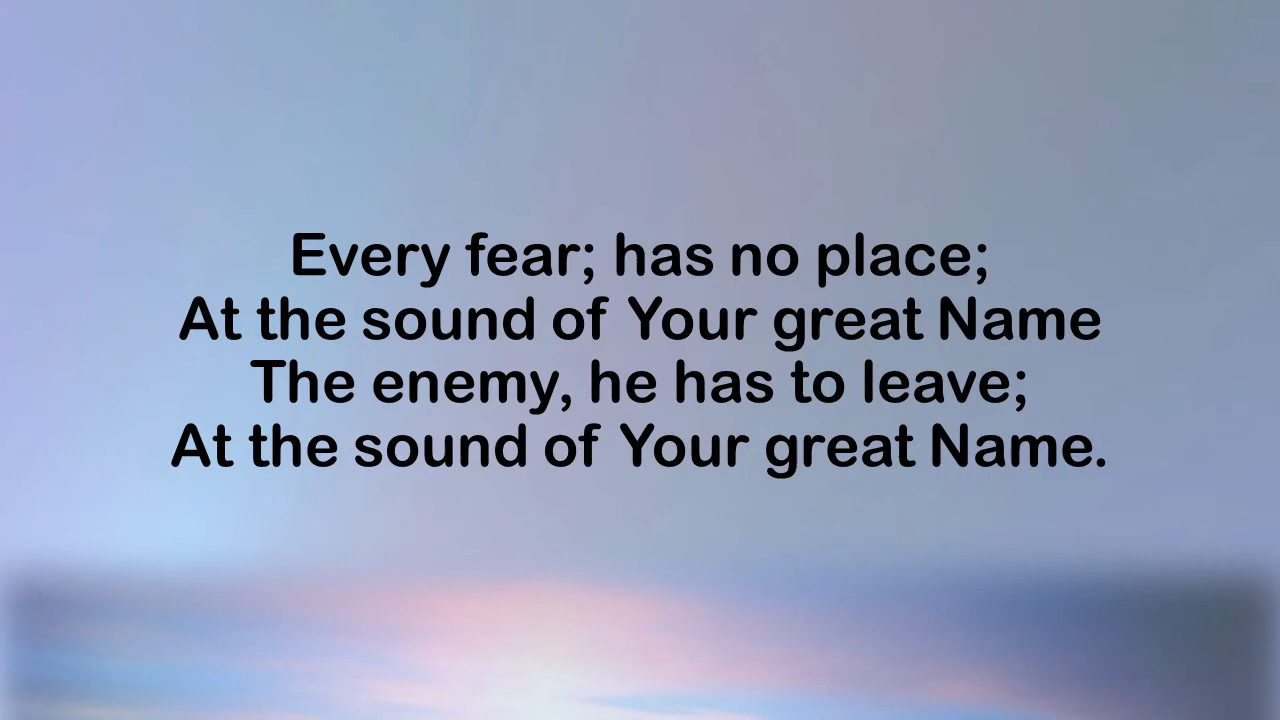 Every fear; has no place;
At the sound of Your great Name
The enemy, he has to leave;
At the sound of Your great Name.